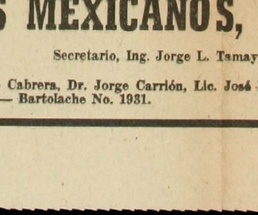 S MEXICANOS,
Secretario, Ing. Jorge L. Tamay
Cabrera, Dr. Jorge Carrión, Lic. José
— Bartolache No. 1931.